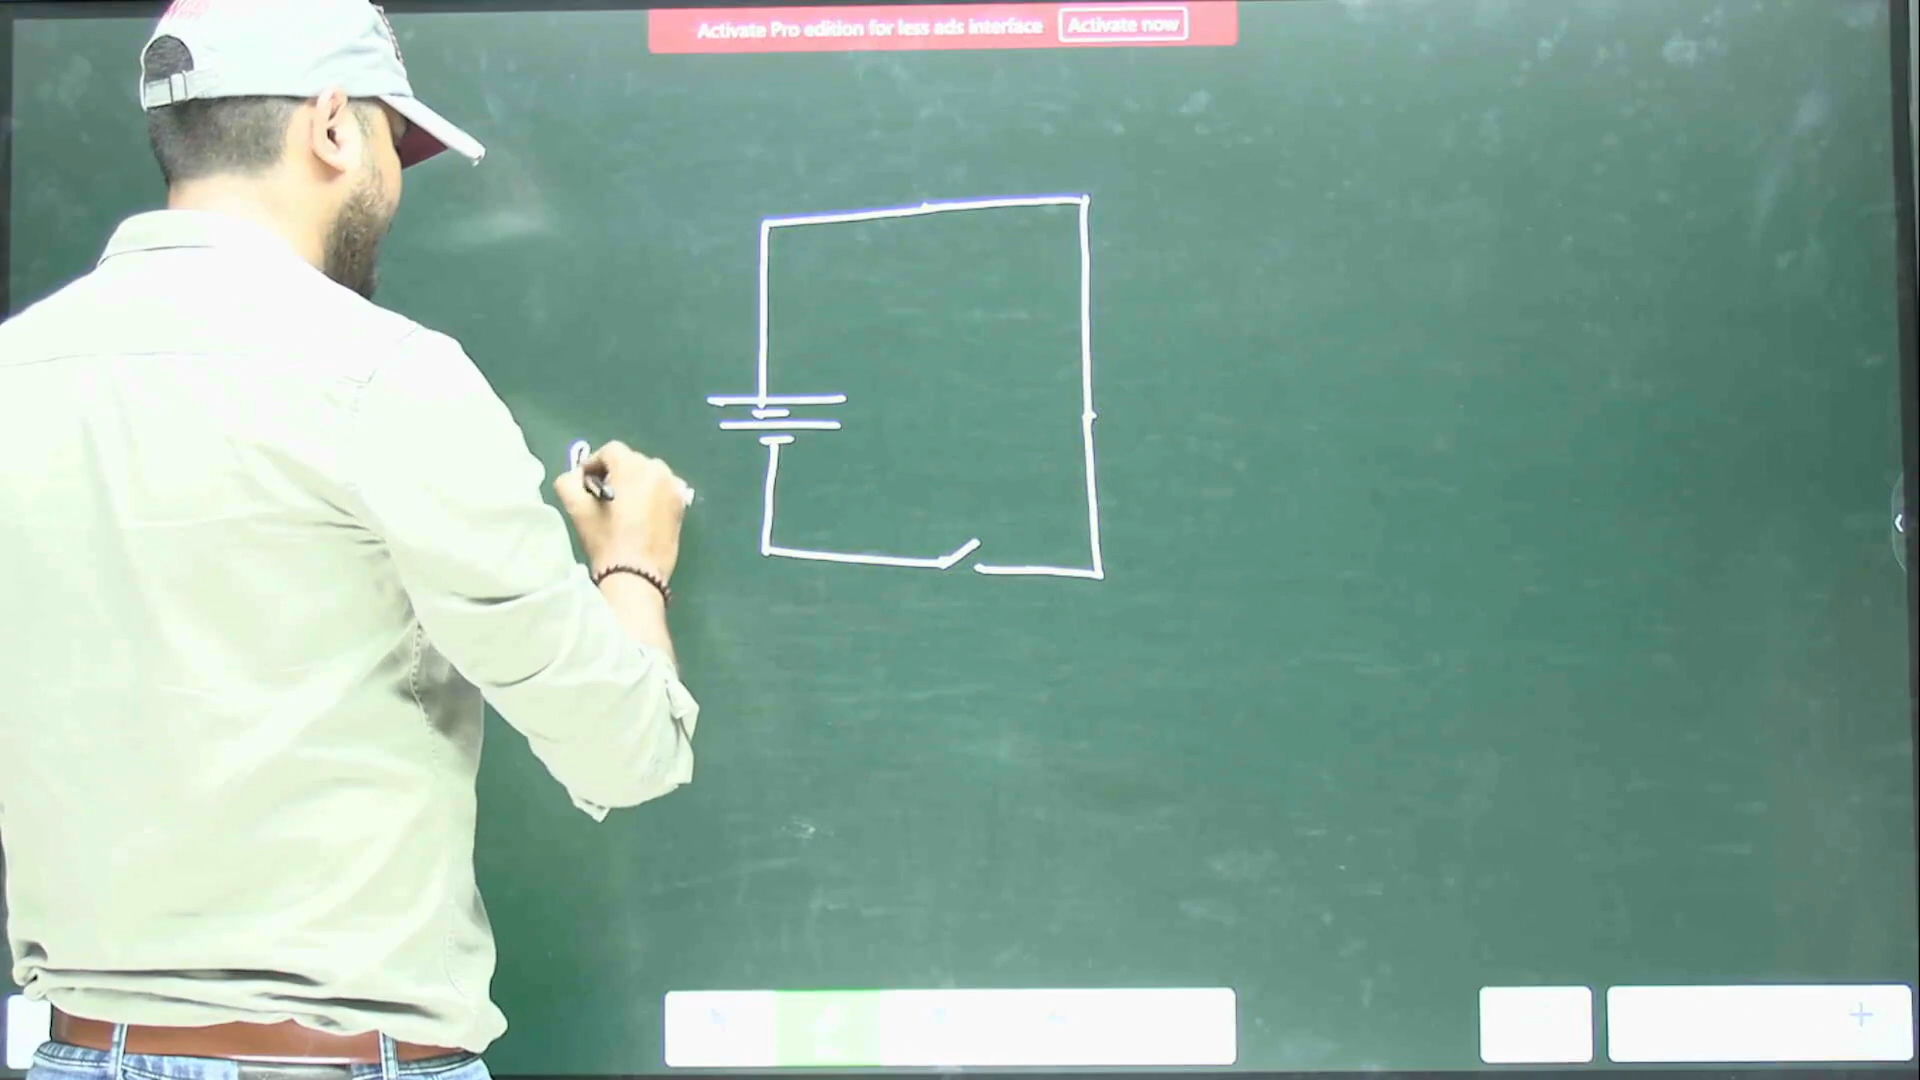 Activate Pro edition for less ads interface Activate now